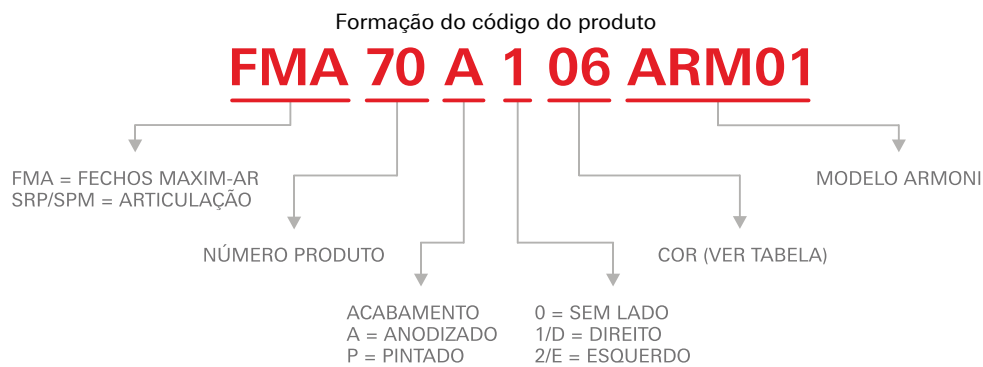 Formação do código do produto
FMA 70 A 1 06 ARM01
FMA = FECHOS MAXIM-AR
SRP/SPM = ARTICULAÇÃO
MODELO ARMONI
NÚMERO PRODUTO
COR (VER TABELA)
ACABAMENTO
A = ANODIZADO
P = PINTADO
0 = SEM LADO
1/D = DIREITO
2/E = ESQUERDO